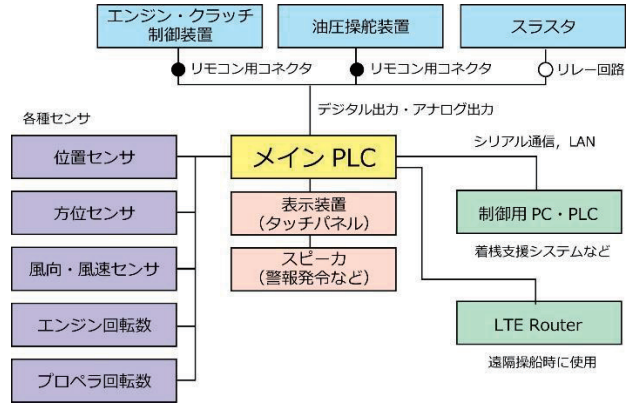 エンジン・クラッチ
制御装置
油圧操舵装置
スラスタ
リモコン用コネクタ
リモコン用コネクタ
リレー回路
デジタル出力・アナログ出力
各種センサ
位置センサ
方位センサ
風向・風速センサ
エンジン回転数
プロペラ回転数
メイン PLC
表示装置
(タッチパネル)
スピーカ
(警報発令など)
シリアル通信, LAN
制御用 PC・PLC
着桟支援システムなど
LTE Router
遠隔操船時に使用